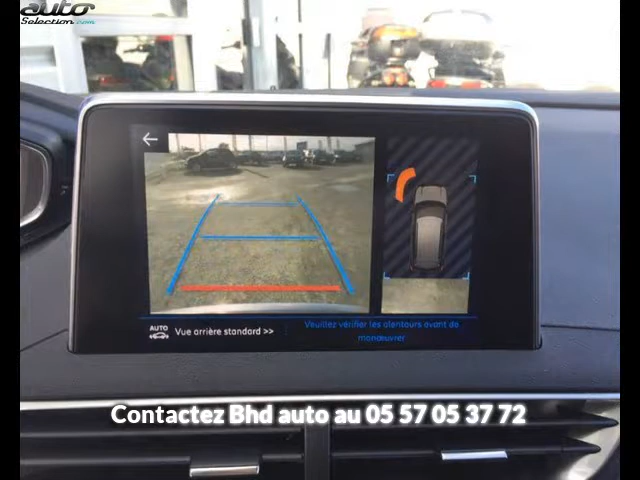 auto
Selection.com
AUTO
Vue arrière standard >>
Veuillez vérifier les alentours avant de
manœuvrer
Contactez Bhd auto au 05 57 05 37 72